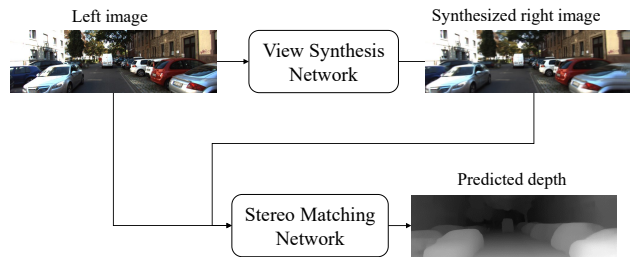 Left image
Synthesized right image
View Synthesis
Network
Predicted depth
Stereo Matching
Network